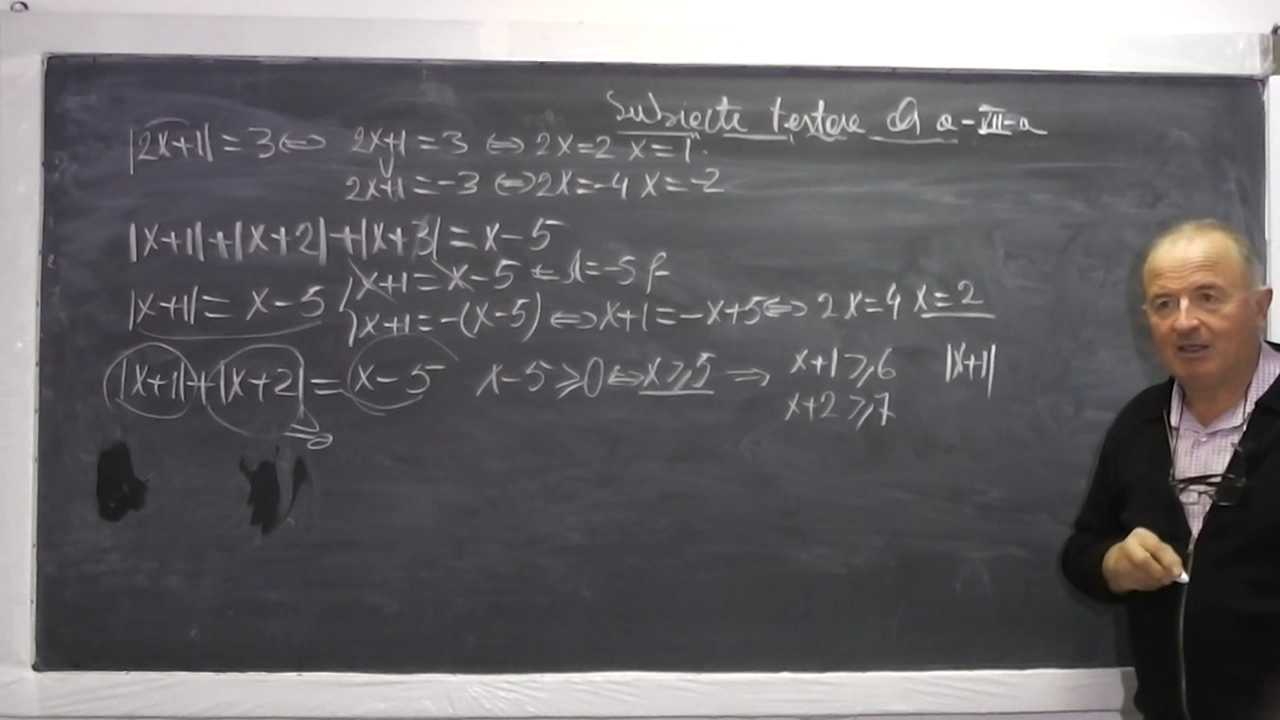 Subiecte testare a-VII-a
|2x+1| = 3 ⇔ 2x+1 = 3 ⇔ 2x=2 x=1
2x+1 = -3 ⇔ 2x=-4 x=-2
|x+1|+|x+2|+|x+3| = x-5
x+1 = x-5 ⇔ 1=-5 f
|x+1| = x-5
x+1=-(x-5) ⇔ x+1=-x+5 ⇔ 2x=4 x=2
|x+1|+|x+2| = x-5 x-5 ≥ 0 ⇔ x ≥ 5 ⇒ x+1 ≥ 6 |x+1|
x+2 ≥ 7